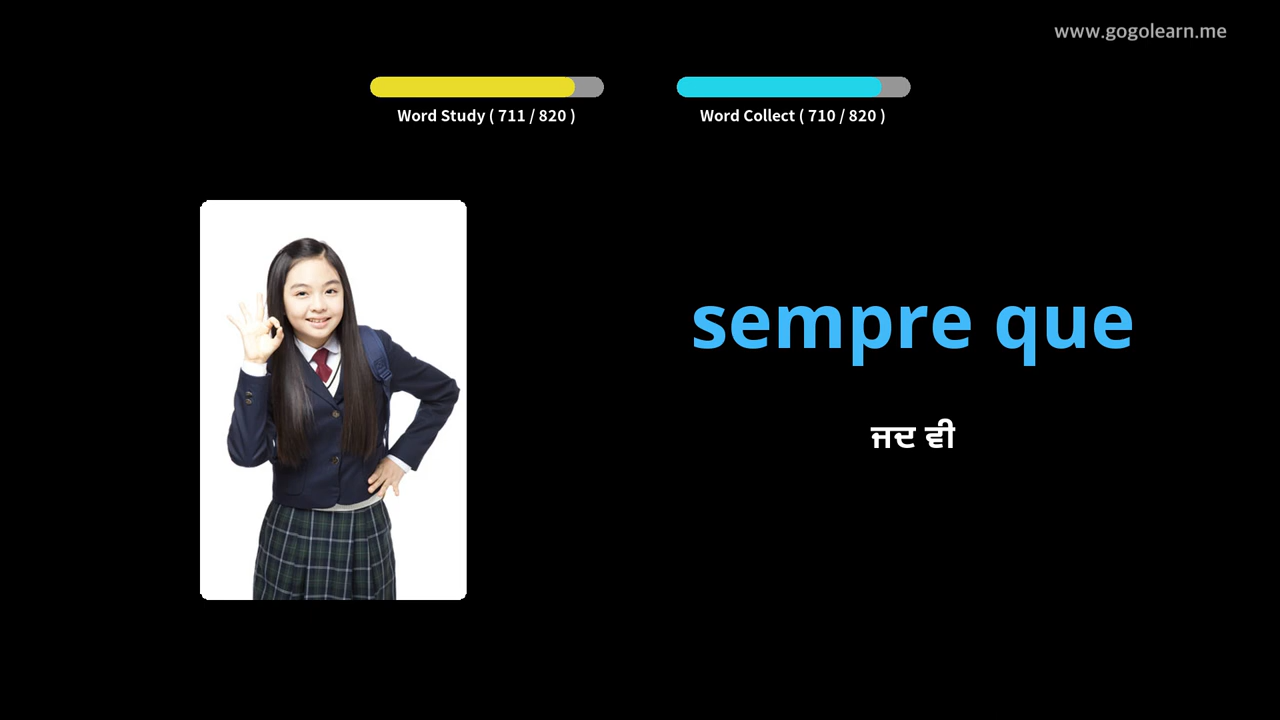 www.gogolearn.me
Word Study ( 711 / 820 )
Word Collect ( 710 / 820 )
sempre que
ਜਦ ਵੀ